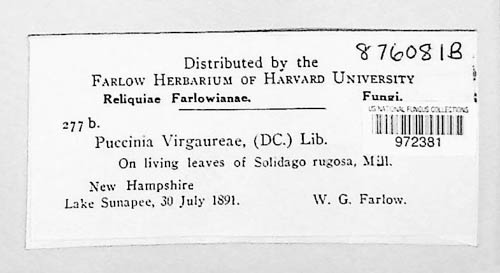 Distributed by the
876081B
FARLOW HERBARIUM OF HARVARD UNIVERSITY
Reliquiae Farlowianae. Fungi.
US NATIONAL FUNGUS COLLECTIONS
277 b.
972381
Puccinia Virgaureae, (DC.) Lib.
On living leaves of Solidago rugosa, Mill.
New Hampshire
Lake Sunapee, 30 July 1891. W. G. Farlow.